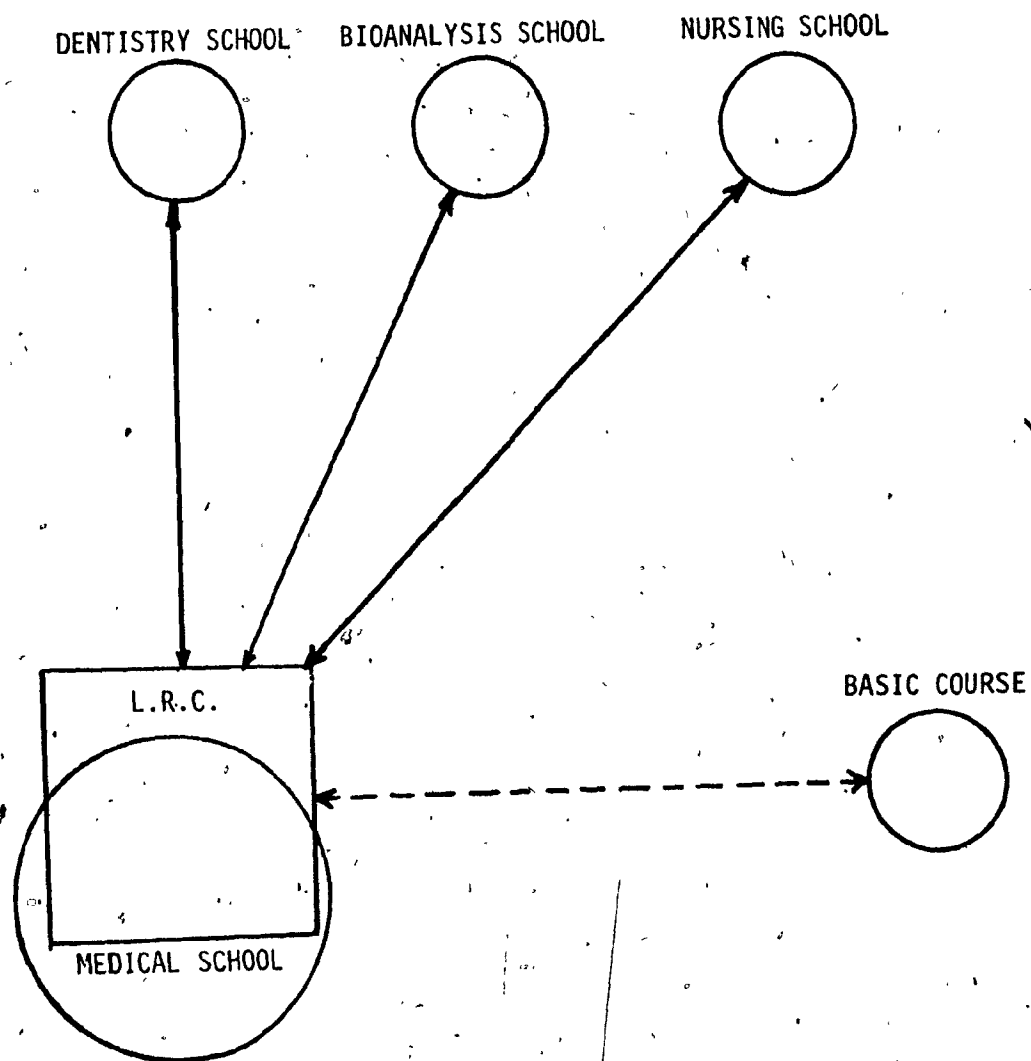 DENTISTRY SCHOOL
BIOANALYSIS SCHOOL
NURSING SCHOOL
L.R.C.
BASIC COURSE
MEDICAL SCHOOL